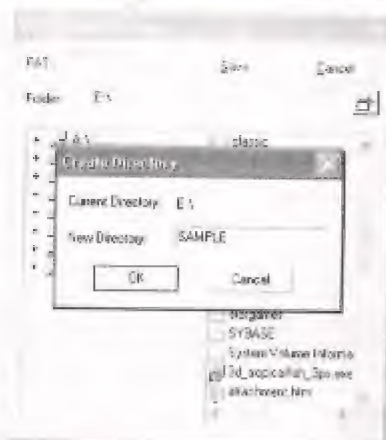 Save Cancel
Folder: E:\
A:\ classic
Create Directory
Current Directory: E:\
New Directory: SAMPLE
OK Cancel
SYBASE
System Volume Informa
attachment.htm